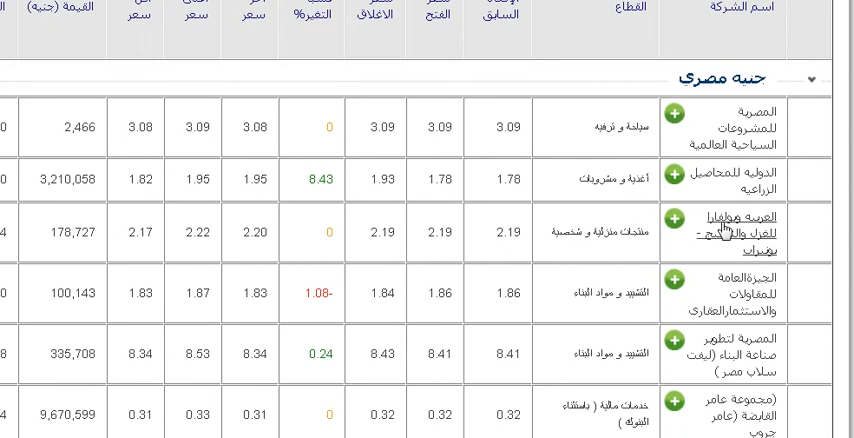 اسم الشركة القطاع السابق الفتح الاغلاق التغير% سعر سعر سعر القيمة (جنيه)
جنيه مصري
المصرية للمشروعات السياحية العالمية سياحة و ترفيه 3.09 3.09 3.09 0 3.08 3.09 3.08 2,466
الدوليه للمحاصيل الزراعيه أغذية و مشروبات 1.78 1.78 1.93 8.43 1.95 1.95 1.82 3,210,058
العربيه وبولفارا للغزل - يونيراب منتجات منزلية و شخصية 2.19 2.19 2.19 0 2.20 2.22 2.17 178,727
الجيزةالعامة للمقاولات والاستثمارالعقارى التشييد و مواد البناء 1.86 1.86 1.84 -1.08 1.83 1.87 1.83 100,143
المصرية لتطوير صناعة البناء (ليفت سلاب مصر ) التشييد و مواد البناء 8.41 8.41 8.43 0.24 8.34 8.53 8.34 335,708
(مجموعة عامر القابضة (عامر جروب خدمات مالية ( باستثناء البنوك ) 0.32 0.32 0.32 0 0.31 0.33 0.31 9,670,599